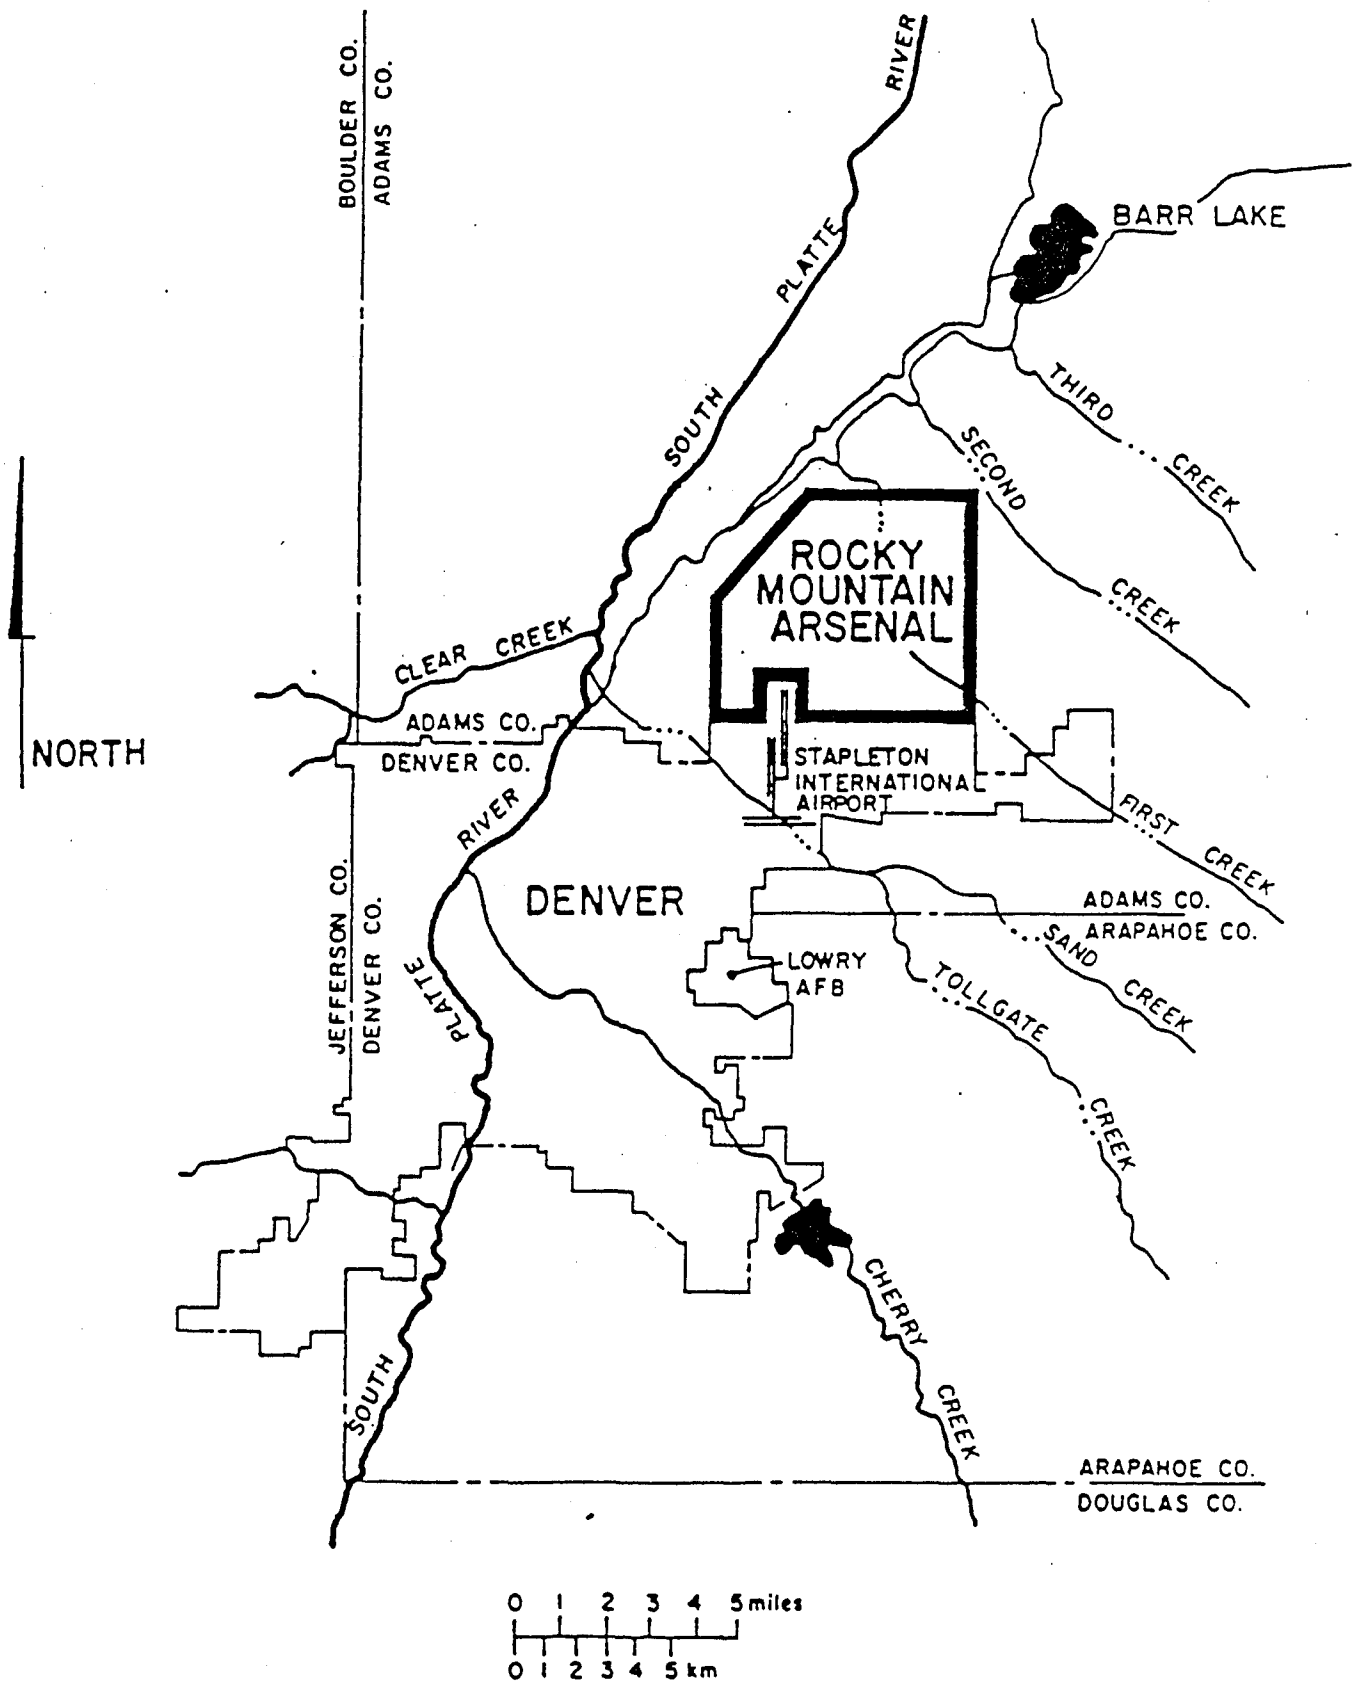 BOULDER CO.
ADAMS CO.
RIVER
PLATTE
SOUTH
BARR LAKE
THIRD
CREEK
SECOND
CREEK
ROCKY
MOUNTAIN
ARSENAL
CLEAR CREEK
ADAMS CO.
DENVER CO.
NORTH
STAPLETON
INTERNATIONAL
AIRPORT
FIRST
CREEK
RIVER
DENVER
JEFFERSON CO.
DENVER CO.
PLATTE
ADAMS CO.
ARAPAHOE CO.
SAND
CREEK
LOWRY
AFB
TOLLGATE
CREEK
CHERRY
CREEK
SOUTH
ARAPAHOE CO.
DOUGLAS CO.
0 1 2 3 4 5 miles
0 1 2 3 4 5 km